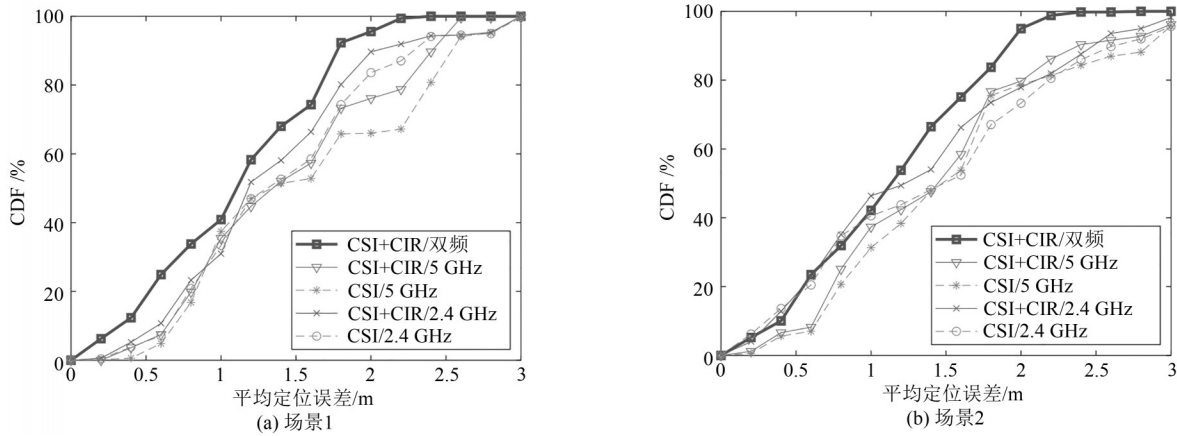 100
80
60
40
20
0
CDF /%
CSI+CIR/双频
CSI+CIR/5 GHz
CSI/5 GHz
CSI+CIR/2.4 GHz
CSI/2.4 GHz
0 0.5 1 1.5 2 2.5 3
平均定位误差/m
(a) 场景1
100
80
60
40
20
0
CDF /%
CSI+CIR/双频
CSI+CIR/5 GHz
CSI/5 GHz
CSI+CIR/2.4 GHz
CSI/2.4 GHz
0 0.5 1 1.5 2 2.5 3
平均定位误差/m
(b) 场景2